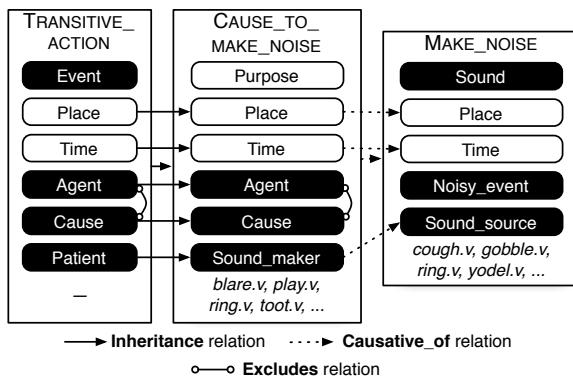 TRANSITIVE_
ACTION
Event
Place
Time
Agent
Cause
Patient
—
CAUSE_TO_
MAKE_NOISE
Purpose
Place
Time
Agent
Cause
Sound_maker
blare.v, play.v,
ring.v, toot.v, ...
MAKE_NOISE
Sound
Place
Time
Noisy_event
Sound_source
cough.v, gobble.v,
ring.v, yodel.v, ...
Inheritance relation
Causative_of relation
Excludes relation